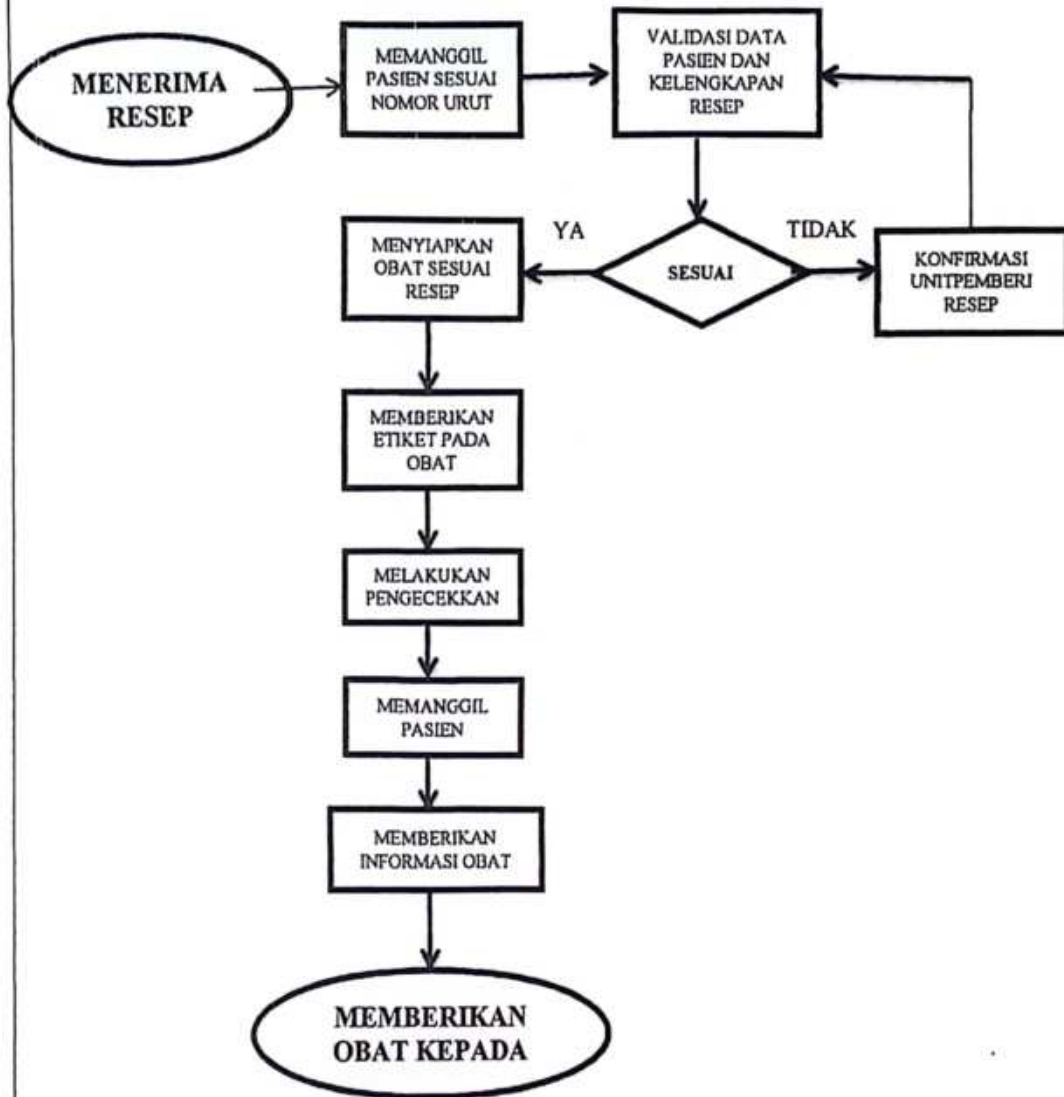 MENERIMA
RESEP
MEMANGGIL
PASIEN SESUAI
NOMOR URUT
VALIDASI DATA
PASIEN DAN
KELENGKAPAN
RESEP
SESUAI
YA
TIDAK
KONFIRMASI
UNITPEMBERI
RESEP
MENYIAPKAN
OBAT SESUAI
RESEP
MEMBERIKAN
ETIKET PADA
OBAT
MELAKUKAN
PENGECEKKAN
MEMANGGIL
PASIEN
MEMBERIKAN
INFORMASI OBAT
MEMBERIKAN
OBAT KEPADA